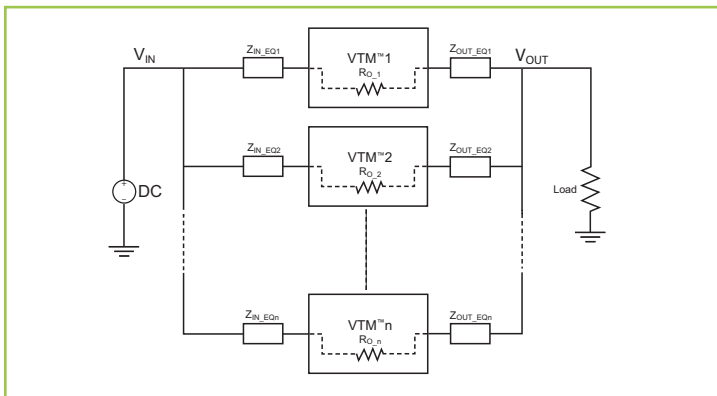 V_IN
Z_IN_EQ1
VTM™1
R_O_1
Z_OUT_EQ1
V_OUT
Z_IN_EQ2
VTM™2
R_O_2
Z_OUT_EQ2
+
DC
−
Load
Z_IN_EQn
VTM™n
R_O_n
Z_OUT_EQn